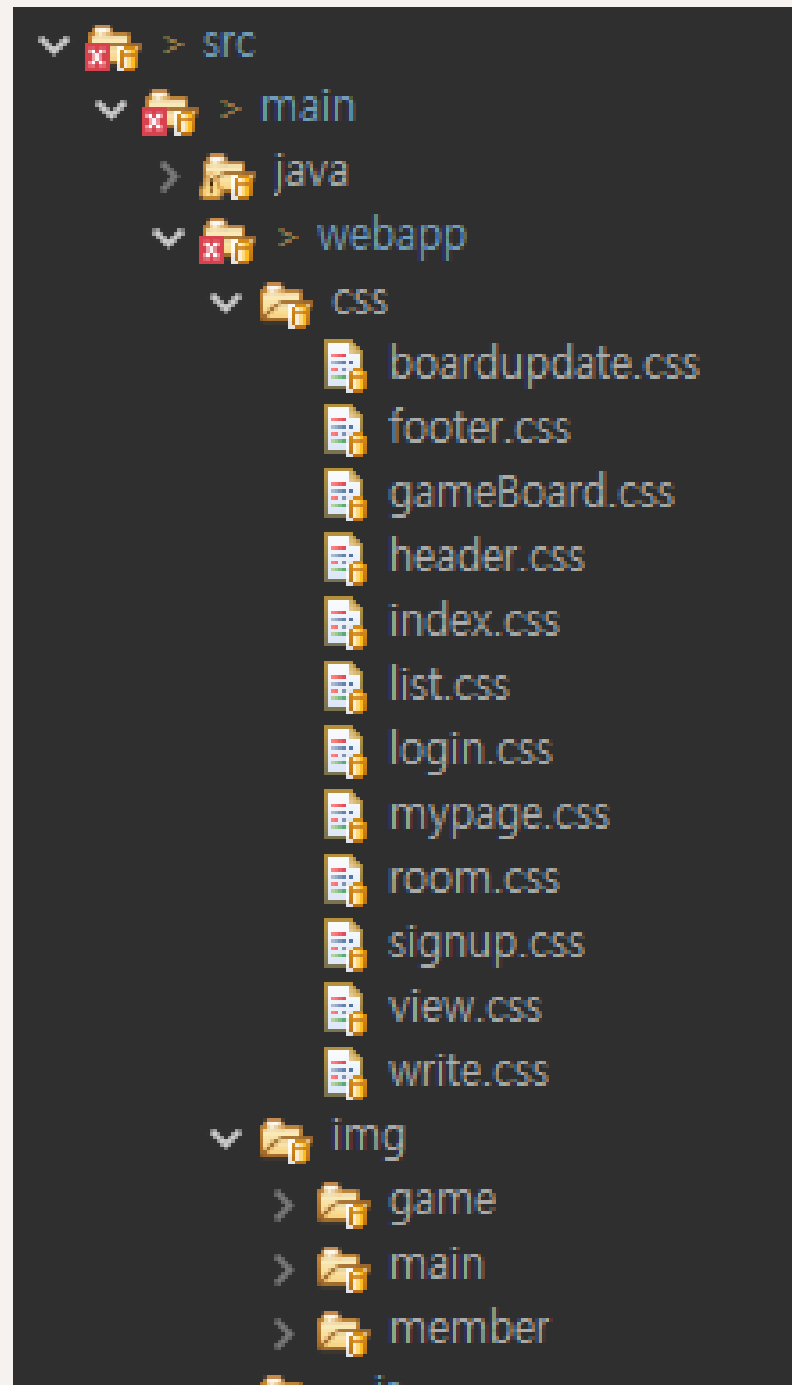 > src
> main
java
> webapp
css
boardupdate.css
footer.css
gameBoard.css
header.css
index.css
list.css
login.css
mypage.css
room.css
signup.css
view.css
write.css
img
game
main
member